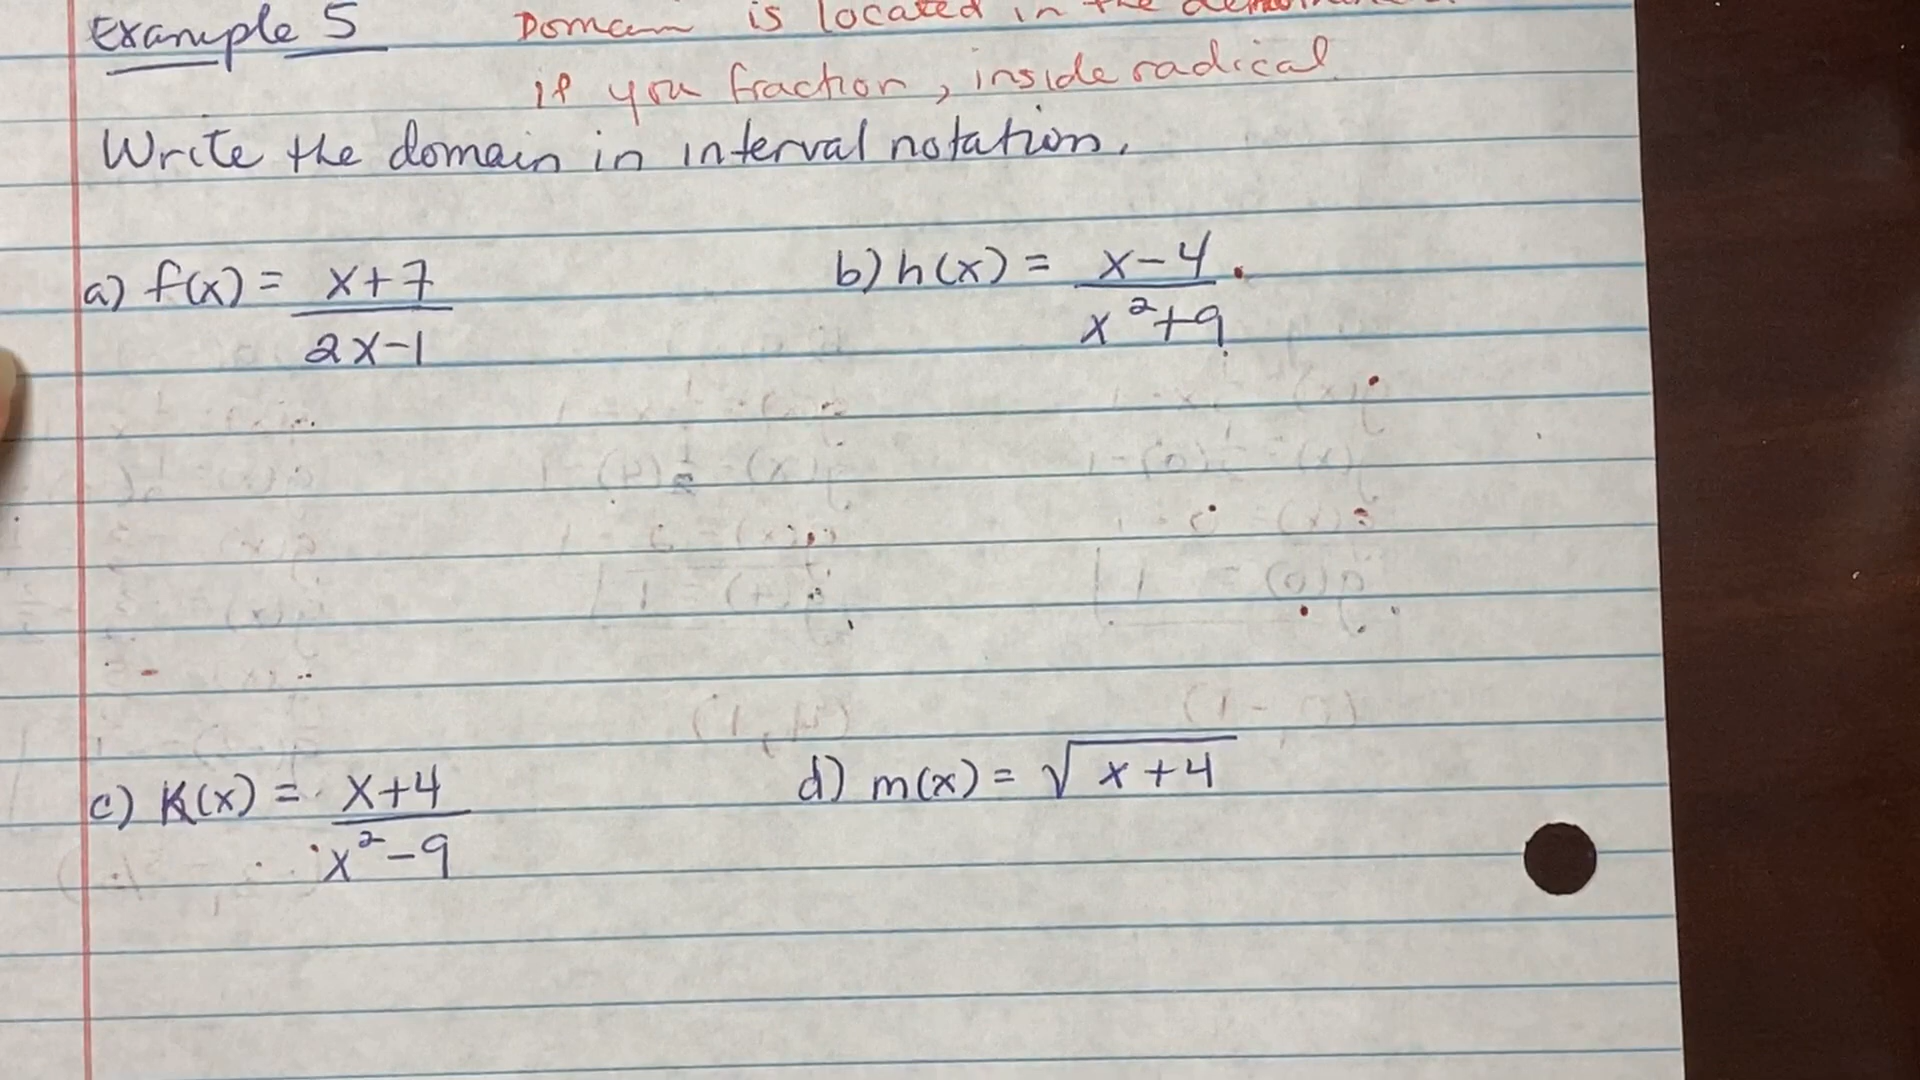 Example 5 Domain is located in the
if you fraction, inside radical
Write the domain in interval notation.
a) f(x) = x+7 / 2x-1
b) h(x) = x-4 / x²+9
c) K(x) = x+4 / x²-9
d) m(x) = √x+4